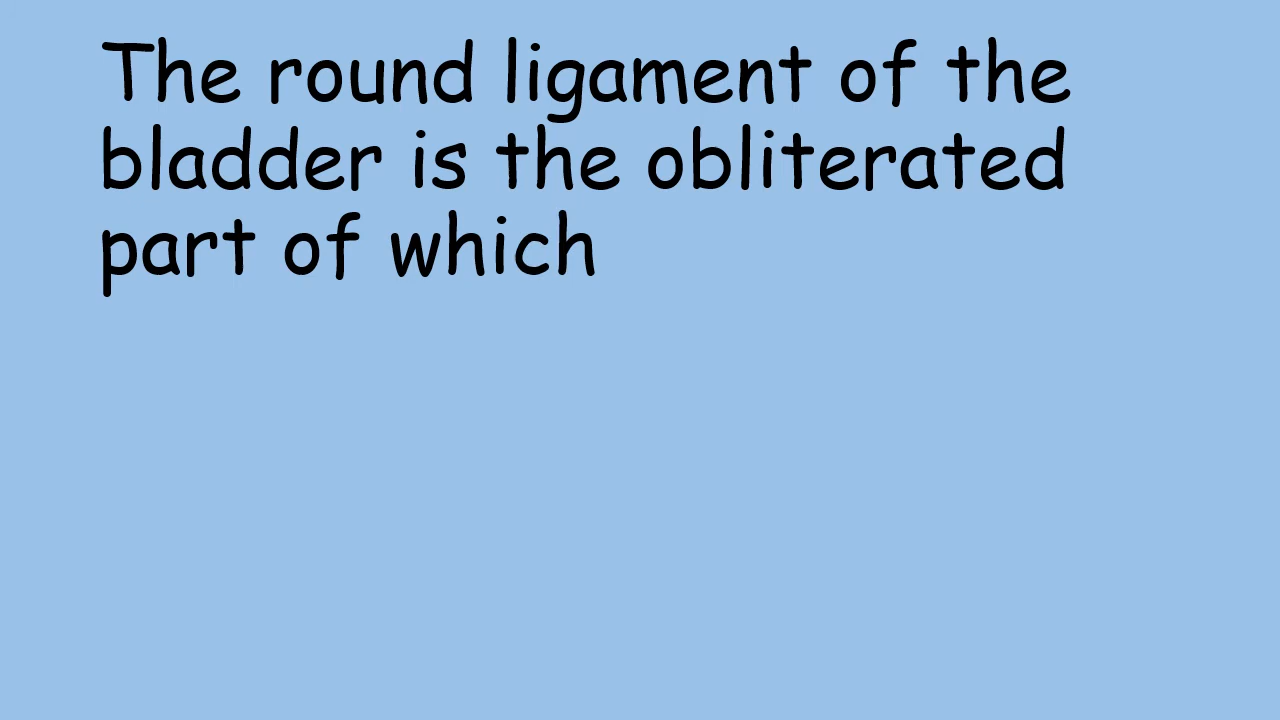 The round ligament of the
bladder is the obliterated
part of which